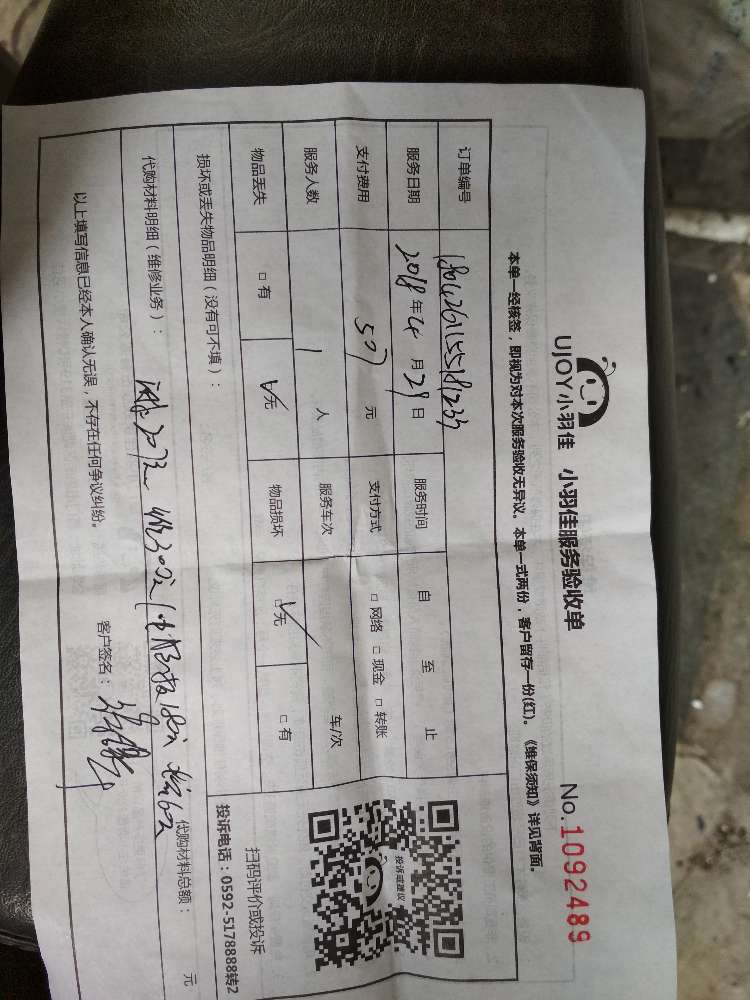 UJOY小羽佳 小羽佳服务验收单
No.1092489
本单一经核签，即视为对本次服务验收无异议。本单一式两份，客户留存一份(红)。《维保须知》详见背面。
订单编号
服务日期 2018年4月29日 服务时间 自 至 止
支付费用 507元 支付方式 □网络 □现金 □转账
服务人数 1人 服务车次 车/次
物品丢失 □有 □无 物品损坏 □无 □有
损坏或丢失物品明细（没有可不填）：
代购材料明细（维修业务）：
代购材料总额： 元
以上填写信息已经本人确认无误，不存在任何争议纠纷。 客户签名：
投诉或建议
扫码评价或投诉
投诉电话：0592-5178888转2